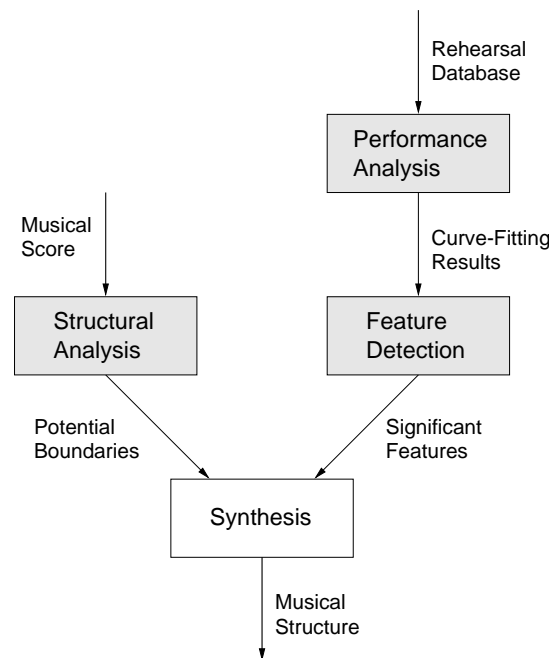 Rehearsal
Database
Performance
Analysis
Musical
Score
Curve-Fitting
Results
Structural
Analysis
Feature
Detection
Potential
Boundaries
Significant
Features
Synthesis
Musical
Structure